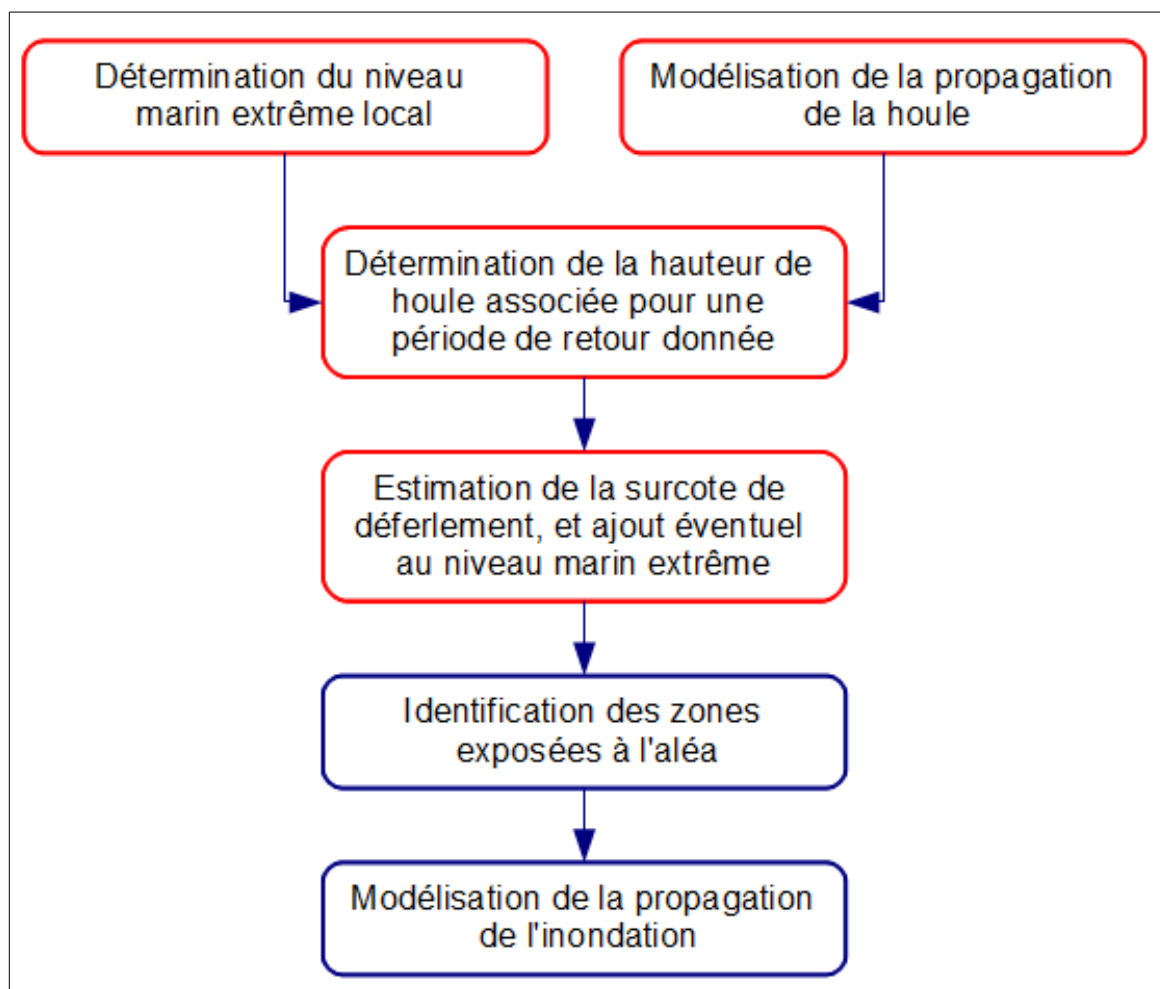 Détermination du niveau
marin extrême local
Modélisation de la propagation
de la houle
Détermination de la hauteur de
houle associée pour une
période de retour donnée
Estimation de la surcote de
déferlement, et ajout éventuel
au niveau marin extrême
Identification des zones
exposées à l'aléa
Modélisation de la propagation
de l'inondation